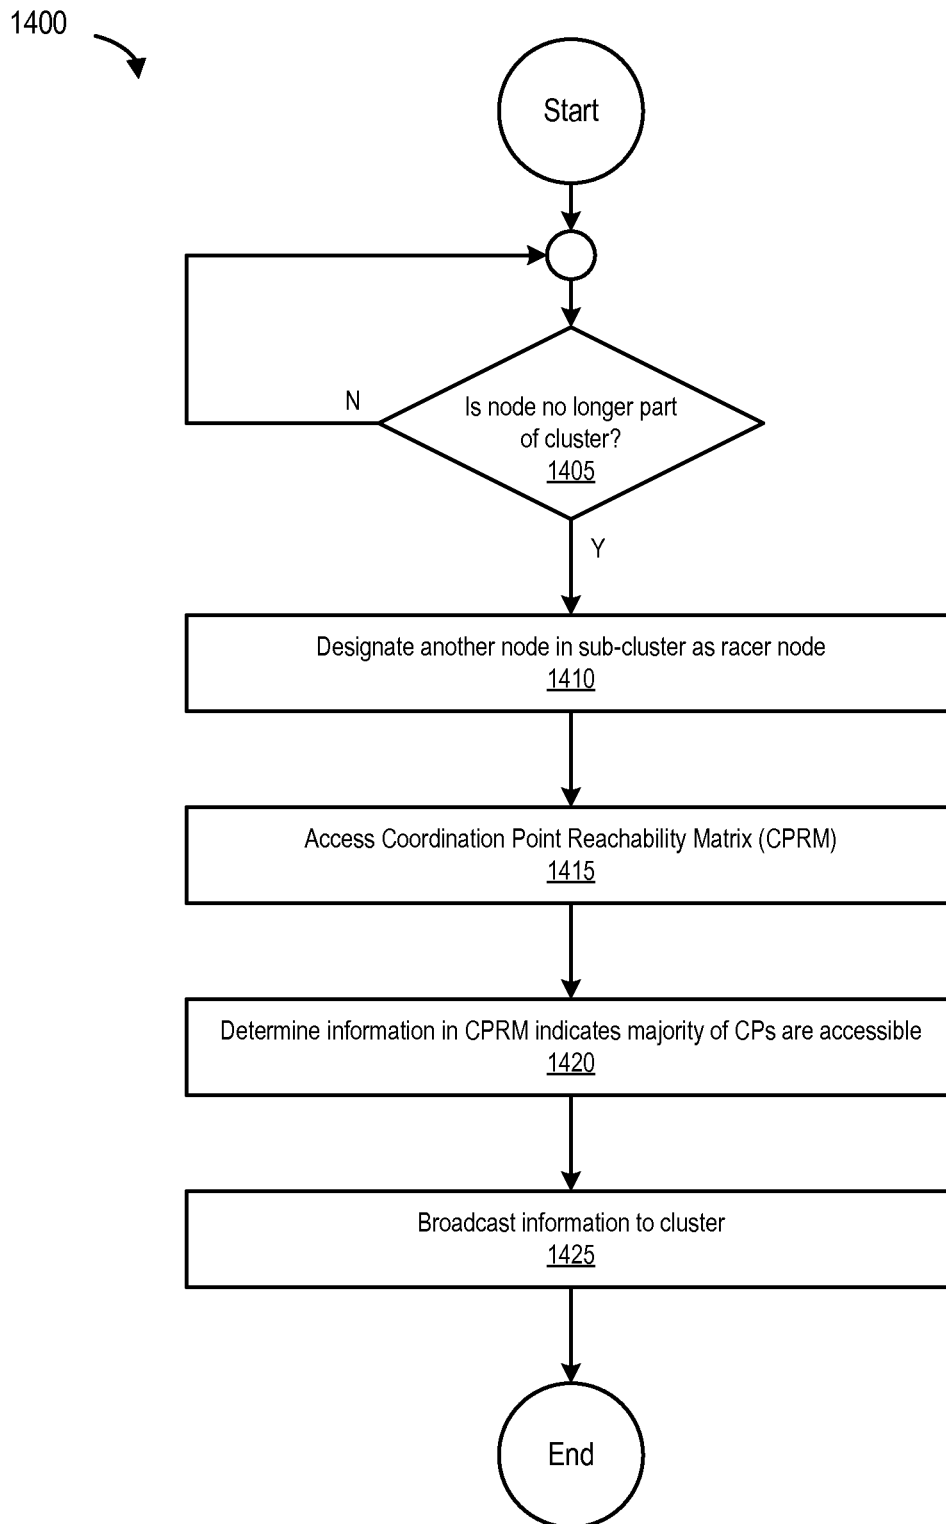 1400
Start
N
Is node no longer part
of cluster?
1405
Y
Designate another node in sub-cluster as racer node
1410
Access Coordination Point Reachability Matrix (CPRM)
1415
Determine information in CPRM indicates majority of CPs are accessible
1420
Broadcast information to cluster
1425
End